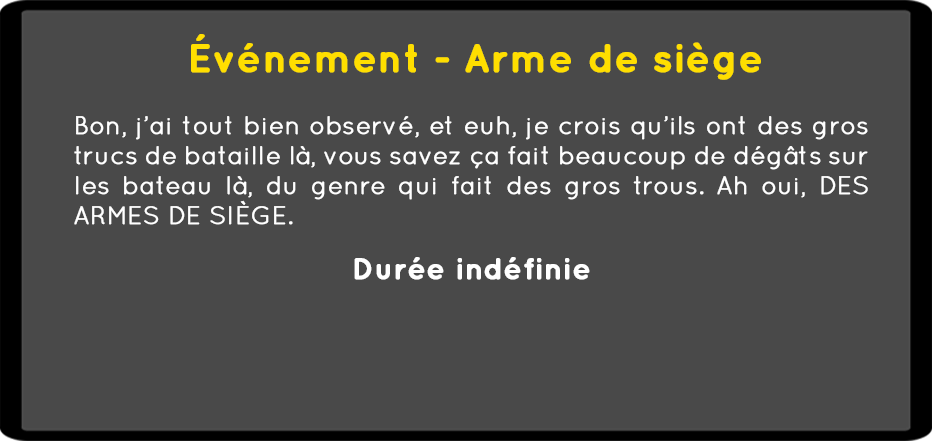 Événement - Arme de siège
Bon, j’ai tout bien observé, et euh, je crois qu’ils ont des gros
trucs de bataille là, vous savez ça fait beaucoup de dégâts sur
les bateau là, du genre qui fait des gros trous. Ah oui, DES
ARMES DE SIÈGE.
Durée indéfinie